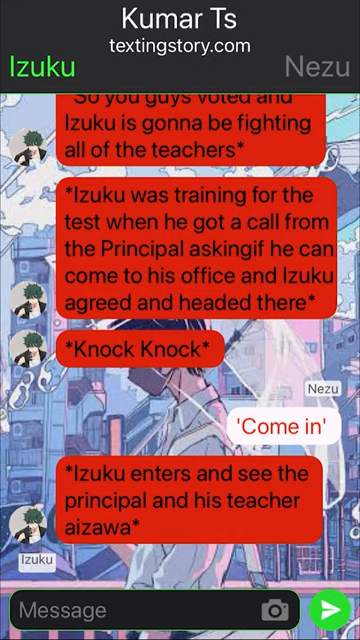 Kumar Ts
textingstory.com
Izuku
Nezu
*So you guys voted and
Izuku is gonna be fighting
all of the teachers*
*Izuku was training for the
test when he got a call from
the Principal askingif he can
come to his office and Izuku
agreed and headed there*
*Knock Knock*
Nezu
'Come in'
*Izuku enters and see the
principal and his teacher
aizawa*
Izuku
Message